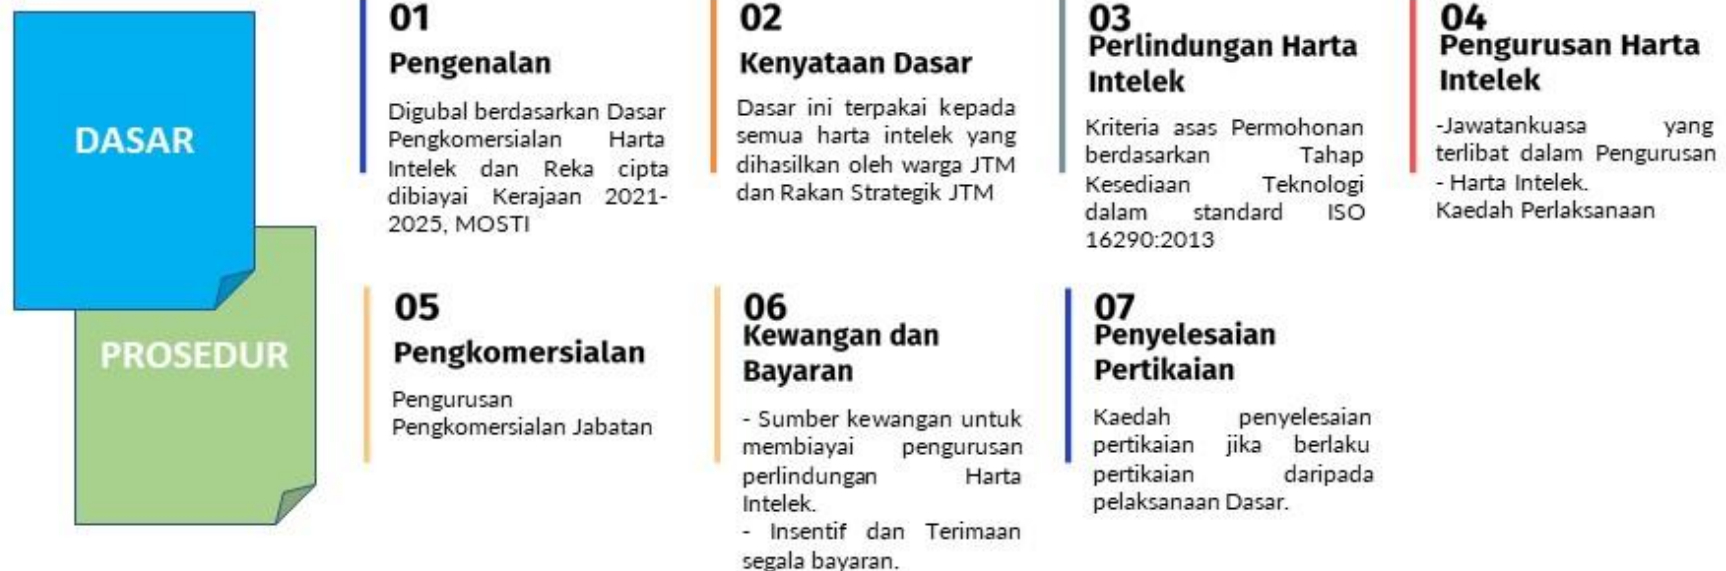 DASAR
PROSEDUR
01
Pengenalan
Digubal berdasarkan Dasar
Pengkomersialan Harta
Intelek dan Reka cipta
dibiayai Kerajaan 2021-
2025, MOSTI
02
Kenyataan Dasar
Dasar ini terpakai kepada
semua harta intelek yang
dihasilkan oleh warga JTM
dan Rakan Strategik JTM
03
Perlindungan Harta
Intelek
Kriteria asas Permohonan
berdasarkan Tahap
Kesediaan Teknologi
dalam standard ISO
16290:2013
04
Pengurusan Harta
Intelek
-Jawatankuasa yang
terlibat dalam Pengurusan
- Harta Intelek.
Kaedah Perlaksanaan
05
Pengkomersialan
Pengurusan
Pengkomersialan Jabatan
06
Kewangan dan
Bayaran
- Sumber kewangan untuk
membiayai pengurusan
perlindungan Harta
Intelek.
- Insentif dan Terimaan
segala bayaran.
07
Penyelesaian
Pertikaian
Kaedah penyelesaian
pertikaian jika berlaku
pertikaian daripada
pelaksanaan Dasar.